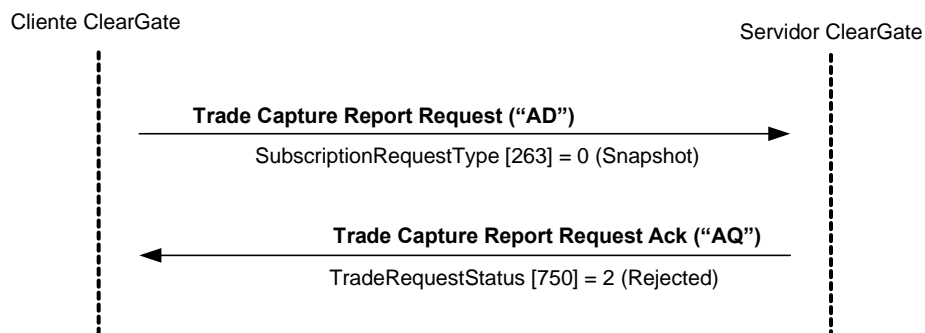 Cliente ClearGate
Servidor ClearGate
Trade Capture Report Request (“AD”)
SubscriptionRequestType [263] = 0 (Snapshot)
Trade Capture Report Request Ack (“AQ”)
TradeRequestStatus [750] = 2 (Rejected)